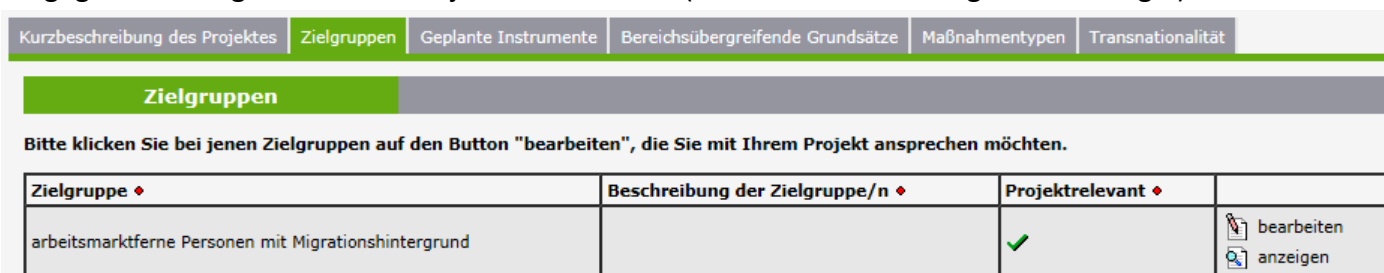 Kurzbeschreibung des Projektes Zielgruppen Geplante Instrumente Bereichsübergreifende Grundsätze Maßnahmentypen Transnationalität
Zielgruppen
Bitte klicken Sie bei jenen Zielgruppen auf den Button "bearbeiten", die Sie mit Ihrem Projekt ansprechen möchten.
Zielgruppe Beschreibung der Zielgruppe/n Projektrelevant
arbeitsmarktferne Personen mit Migrationshintergrund
bearbeiten
anzeigen